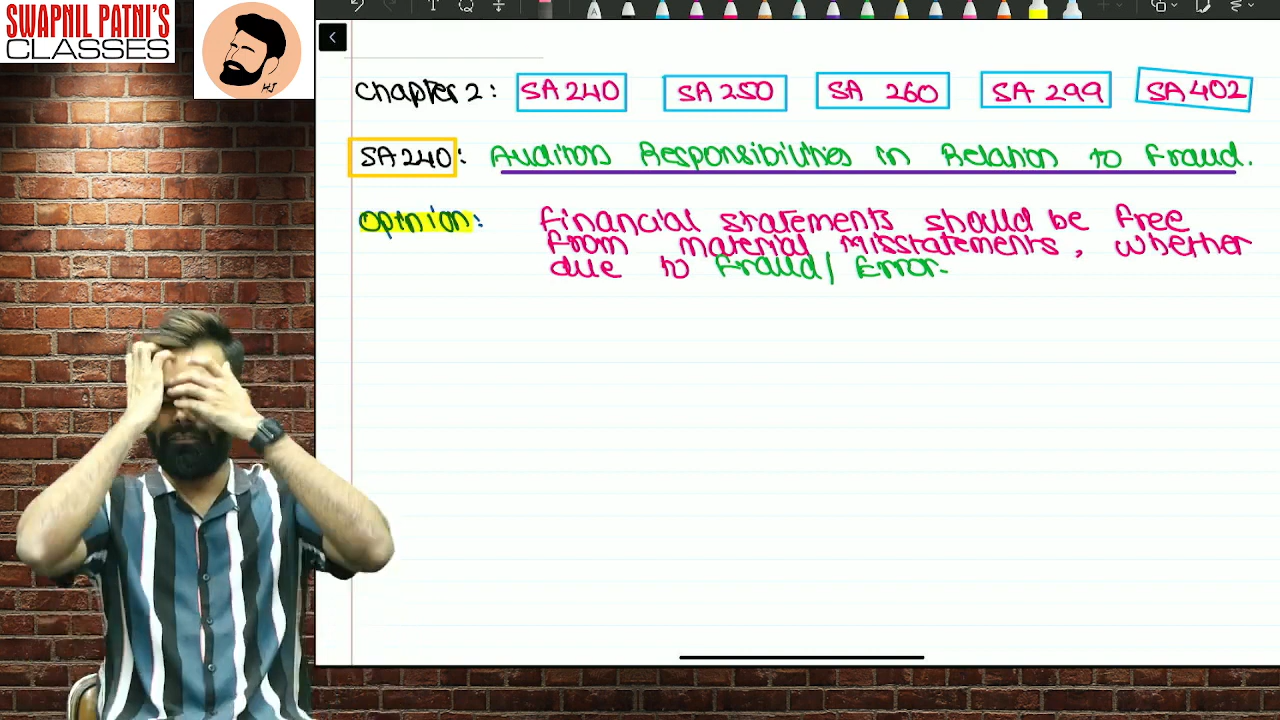 SWAPNIL PATNI'S
CLASSES
KJ
Chapter 2: SA 240 SA 250 SA 260 SA 299 SA 402
SA 240: Auditors Responsibilities in Relation to Fraud.
Opinion: Financial statements should be free
from material misstatements, whether
due to Fraud/ Error.